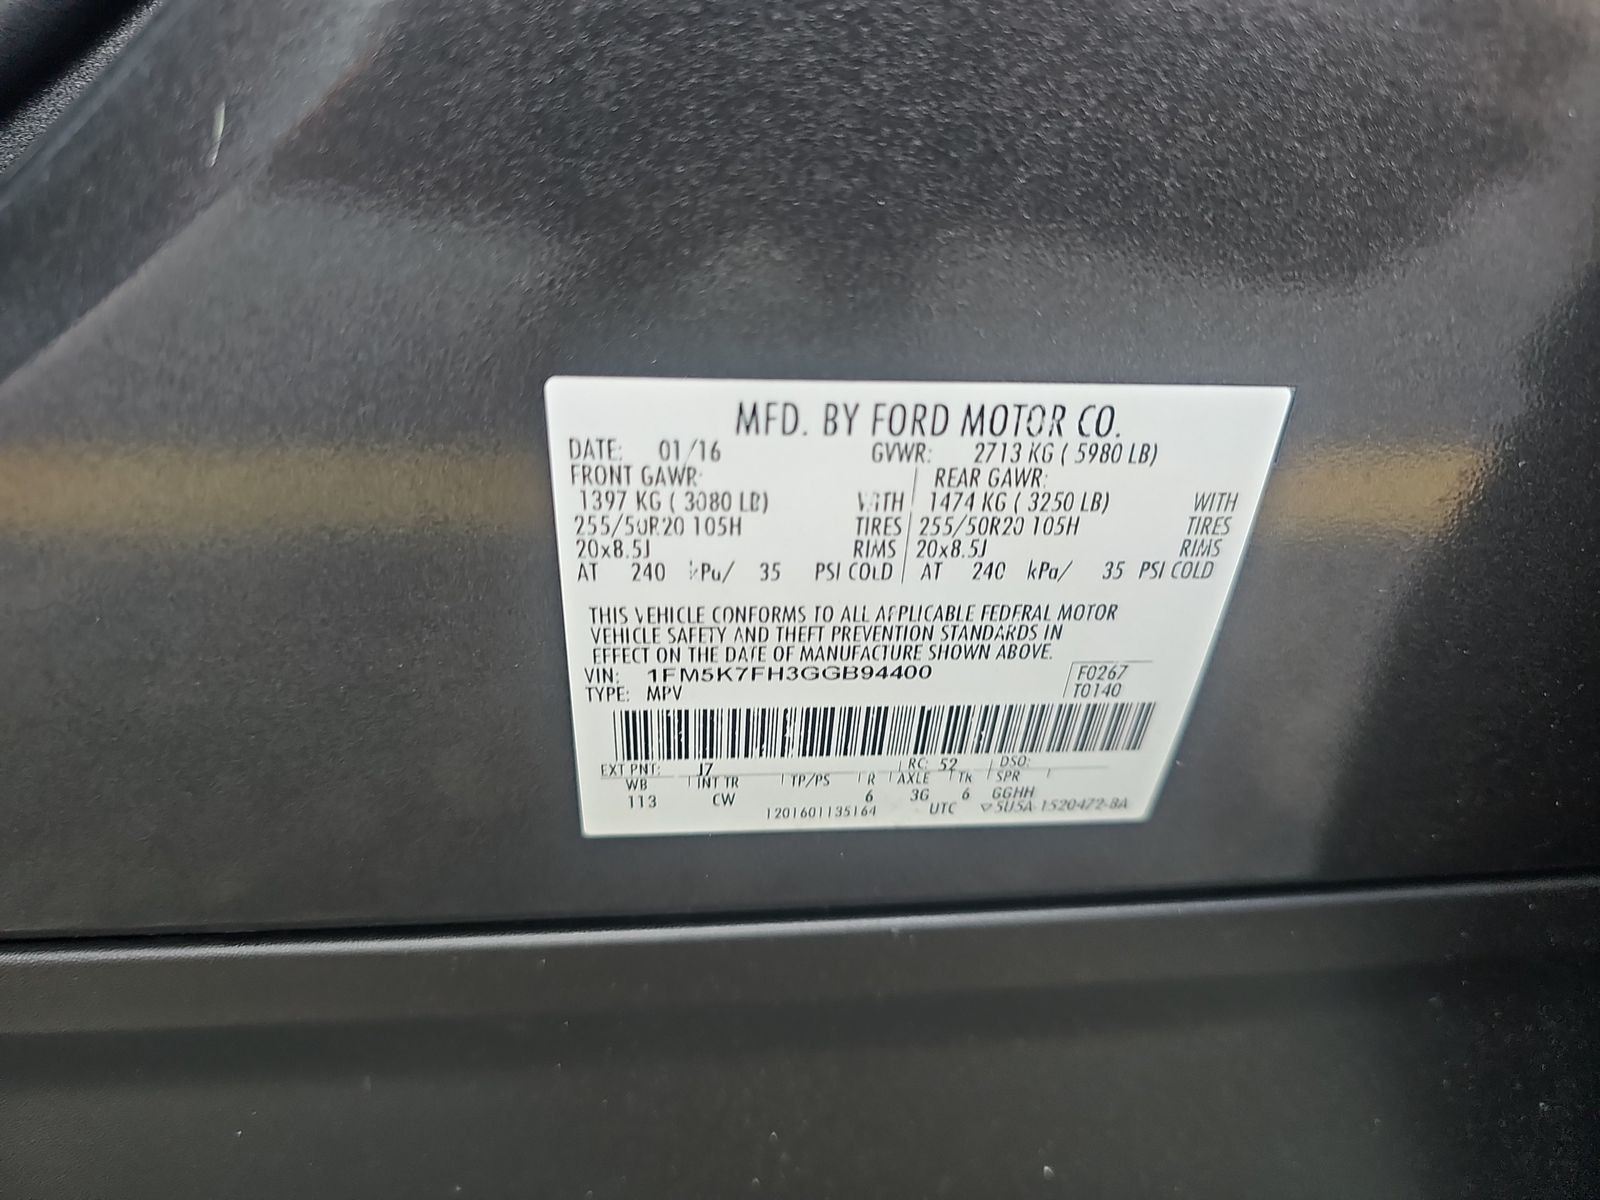 MFD. BY FORD MOTOR CO.
DATE: 01/16 GVWR: 2713 KG ( 5980 LB)
FRONT GAWR: REAR GAWR:
1397 KG ( 3080 LB) WITH 1474 KG ( 3250 LB) WITH
255/50R20 105H TIRES 255/50R20 105H TIRES
20x8.5J RIMS 20x8.5J RIMS
AT 240 kPa/ 35 PSI COLD AT 240 kPa/ 35 PSI COLD
THIS VEHICLE CONFORMS TO ALL APPLICABLE FEDERAL MOTOR
VEHICLE SAFETY AND THEFT PREVENTION STANDARDS IN
EFFECT ON THE DATE OF MANUFACTURE SHOWN ABOVE.
VIN: 1FM5K7FH3GGB94400 F0267
TYPE: MPV T0140
EXT PNT: J7 RC: 52 DSO:
WB INT TR TP/PS R AXLE TR SPR
113 CW 6 3G 6 GGHH
1201601135164 UTC ▽5U5A-1520472-BA